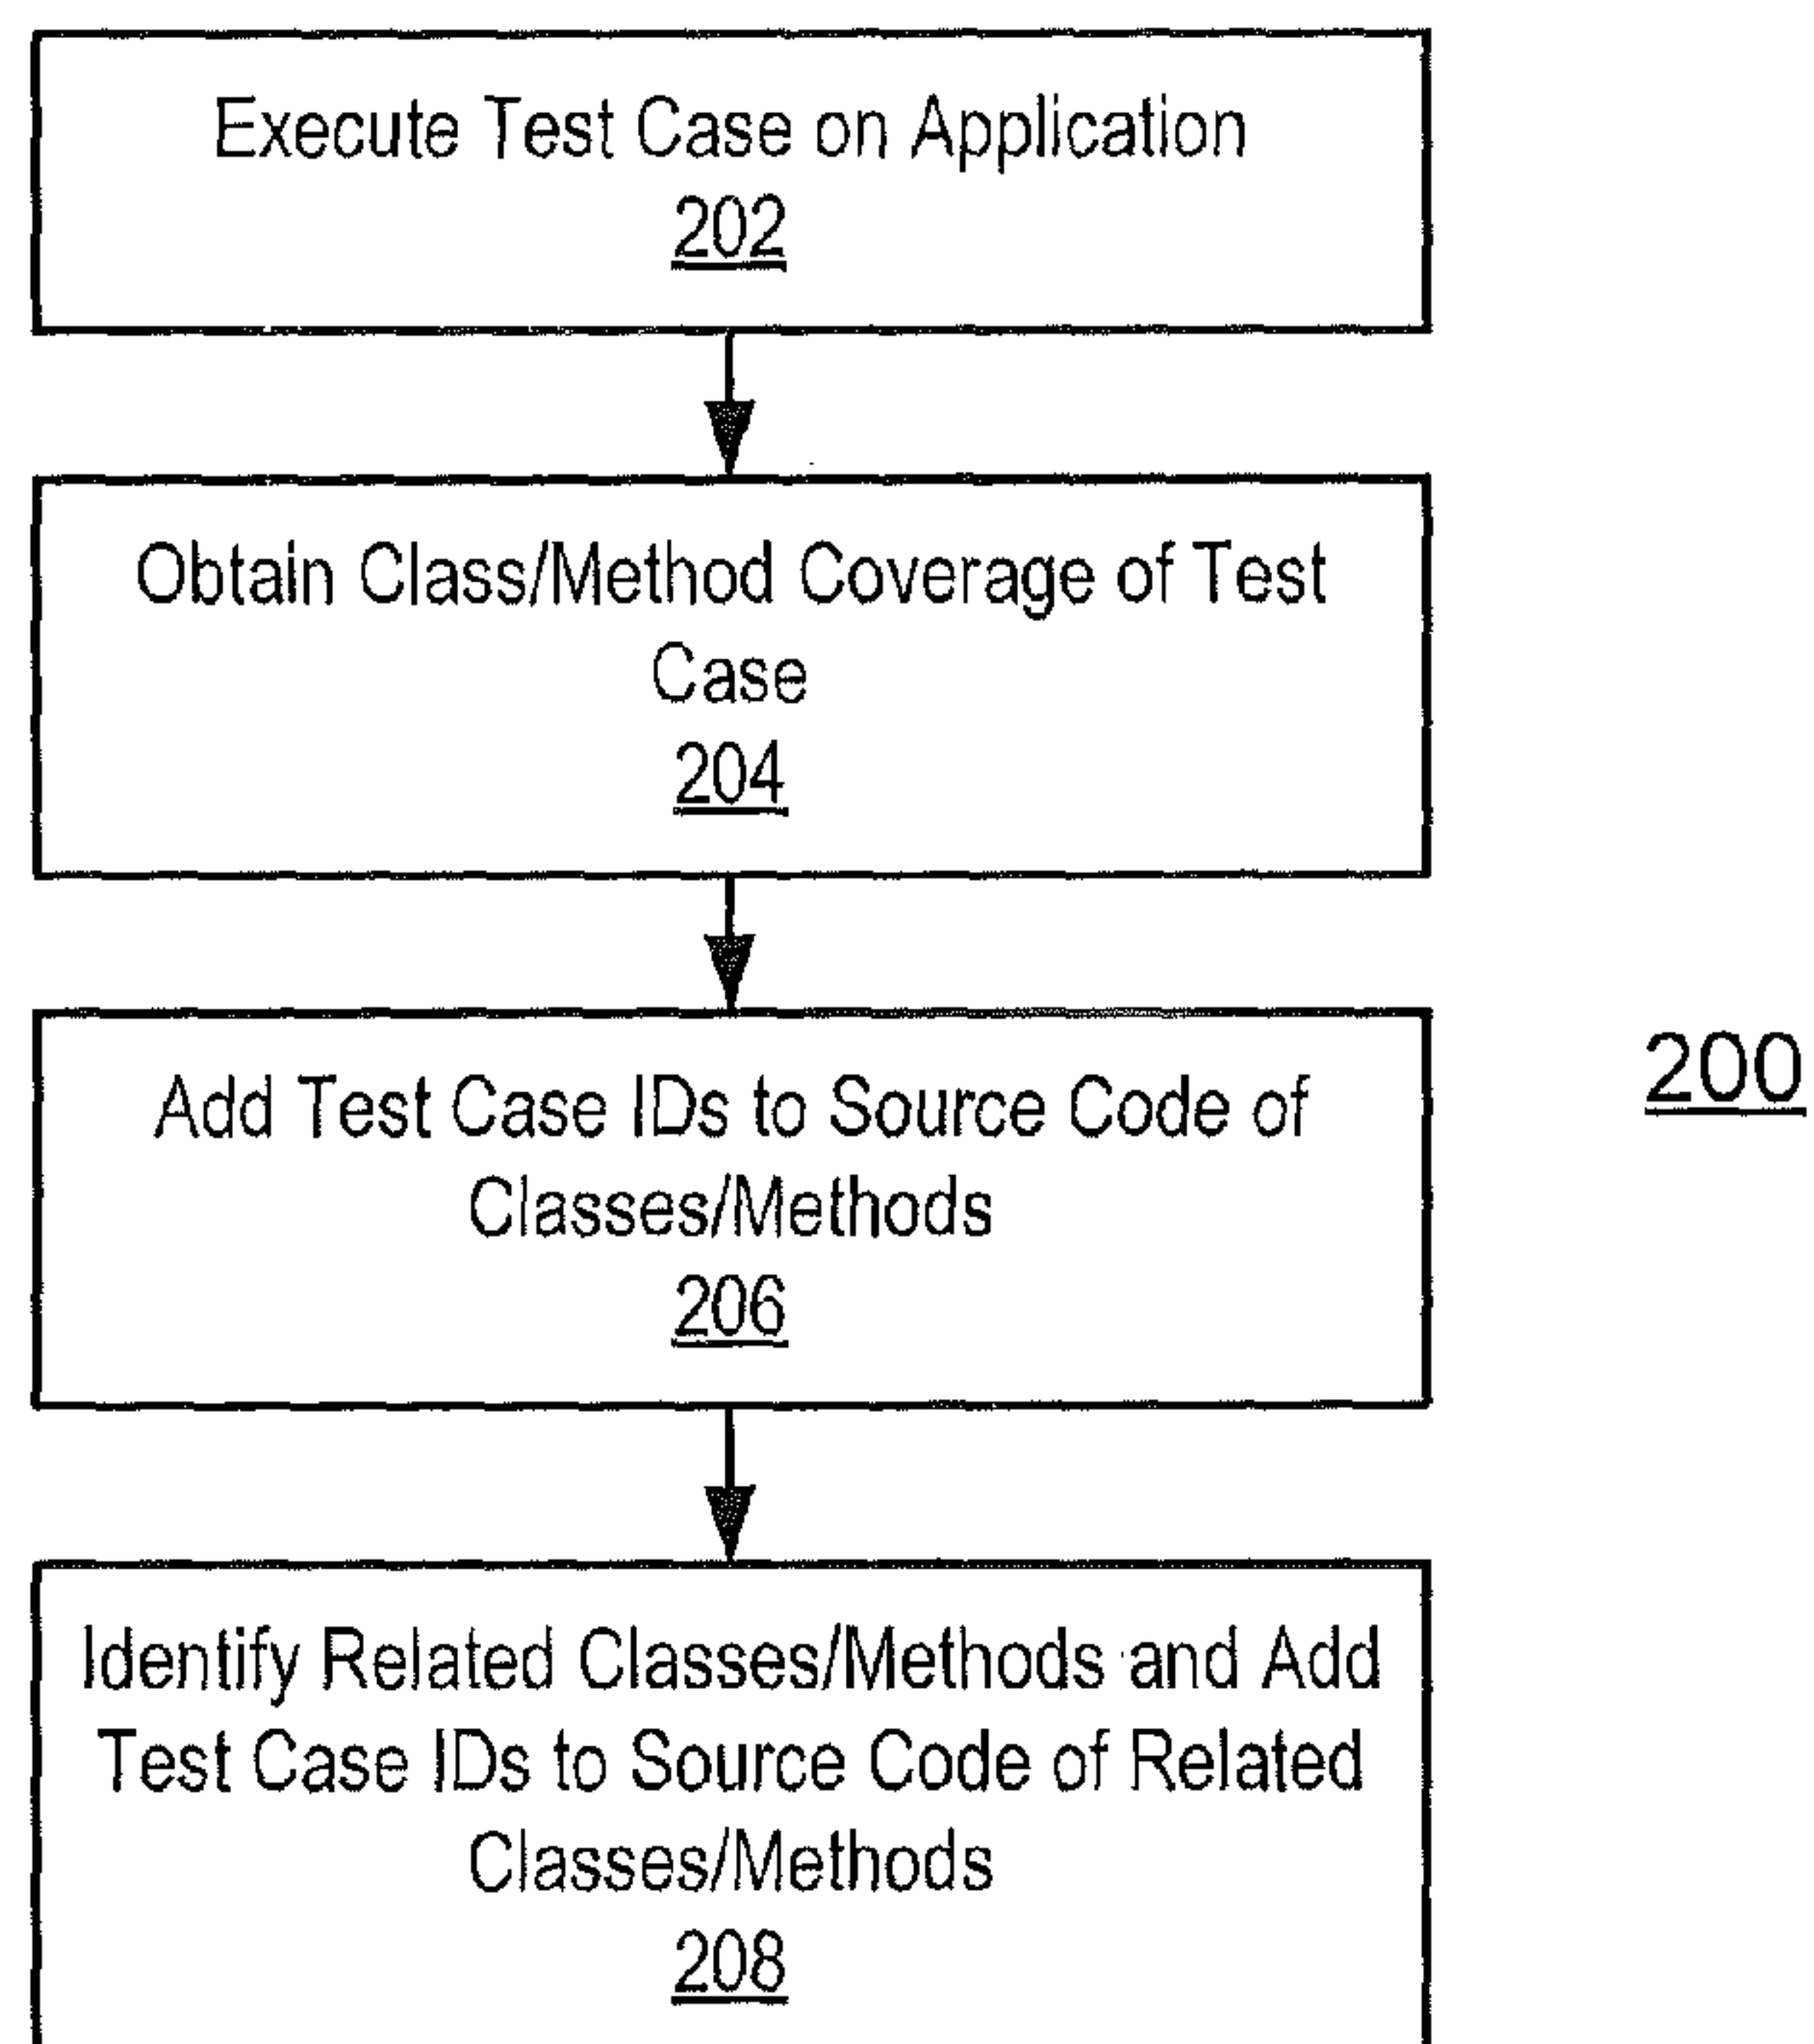 Execute Test Case on Application
202
Obtain Class/Method Coverage of Test
Case
204
Add Test Case IDs to Source Code of
Classes/Methods
206
200
Identify Related Classes/Methods and Add
Test Case IDs to Source Code of Related
Classes/Methods
208